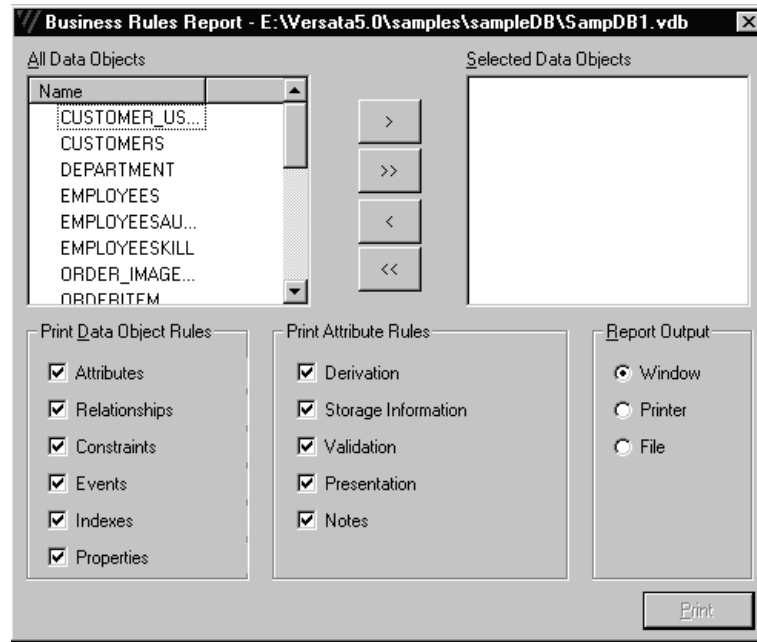 Business Rules Report - E:\Versata5.0\samples\sampleDB\SampDB1.vdb
All Data Objects
Selected Data Objects
Name
CUSTOMER_US...
CUSTOMERS
DEPARTMENT
EMPLOYEES
EMPLOYEESAU...
EMPLOYEESKILL
ORDER_IMAGE...
ORDERITEM
>
>>
<
<<
Print Data Object Rules
Attributes
Relationships
Constraints
Events
Indexes
Properties
Print Attribute Rules
Derivation
Storage Information
Validation
Presentation
Notes
Report Output
Window
Printer
File
Print